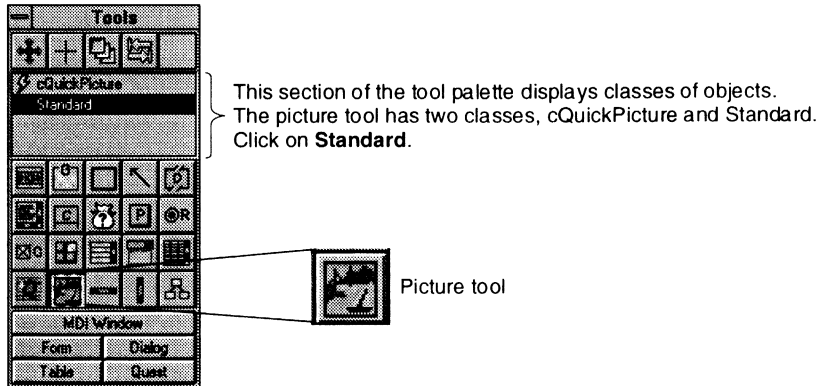 Tools
cQuickPicture
Standard
This section of the tool palette displays classes of objects.
The picture tool has two classes, cQuickPicture and Standard.
Click on Standard.
C
?
P
R
Picture tool
MDI Window
Form Dialog
Table Quest